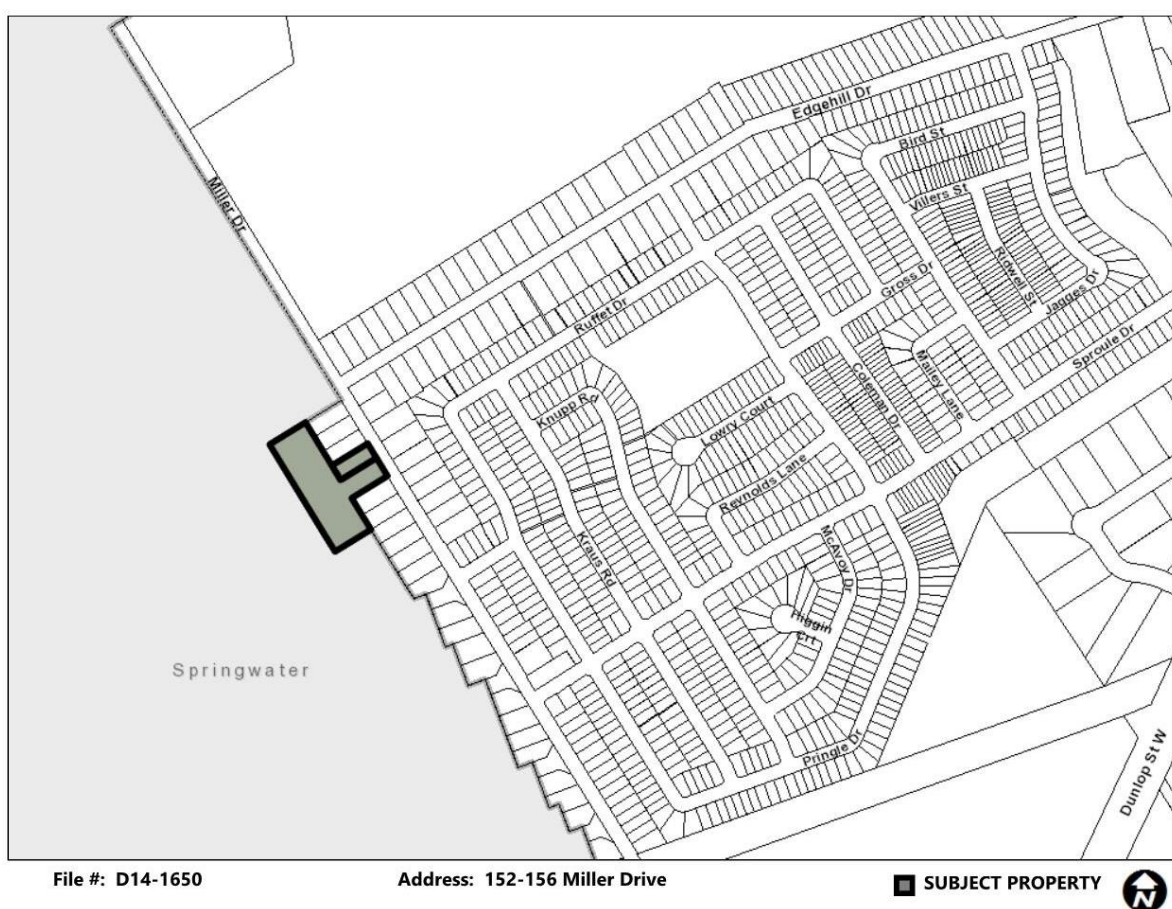 Edgehill Dr
Bird St
Miller Dr
Villers St
Ridwell St
Gross Dr
Jagges Dr
Ruffet Dr
Sproule Dr
Malley Lane
Coleman Dr
Knupp Rd
Lowry Court
Reynolds Lane
Kraus Rd
McAvoy Dr
Higgin Crt
Springwater
Pringle Dr
Dunlop St W
File #: D14-1650
Address: 152-156 Miller Drive
SUBJECT PROPERTY
N